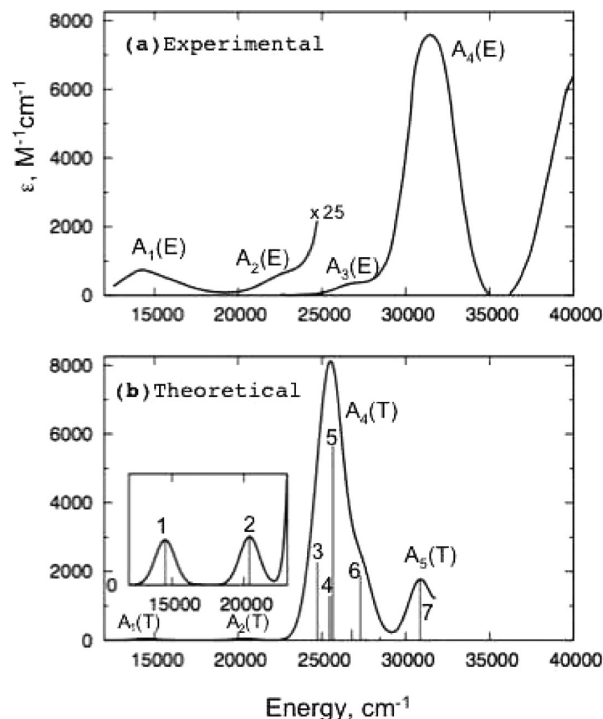 (a)Experimental
8000
6000
4000
2000
0
ε, M⁻¹cm⁻¹
A₁(E)
A₂(E)
x 25
A₃(E)
A₄(E)
15000 20000 25000 30000 35000 40000
(b)Theoretical
8000
6000
4000
2000
0
1 2
0
15000 20000
A₁(T)
A₂(T)
3
4
5
6
7
A₄(T)
A₅(T)
15000 20000 25000 30000 35000 40000
Energy, cm⁻¹